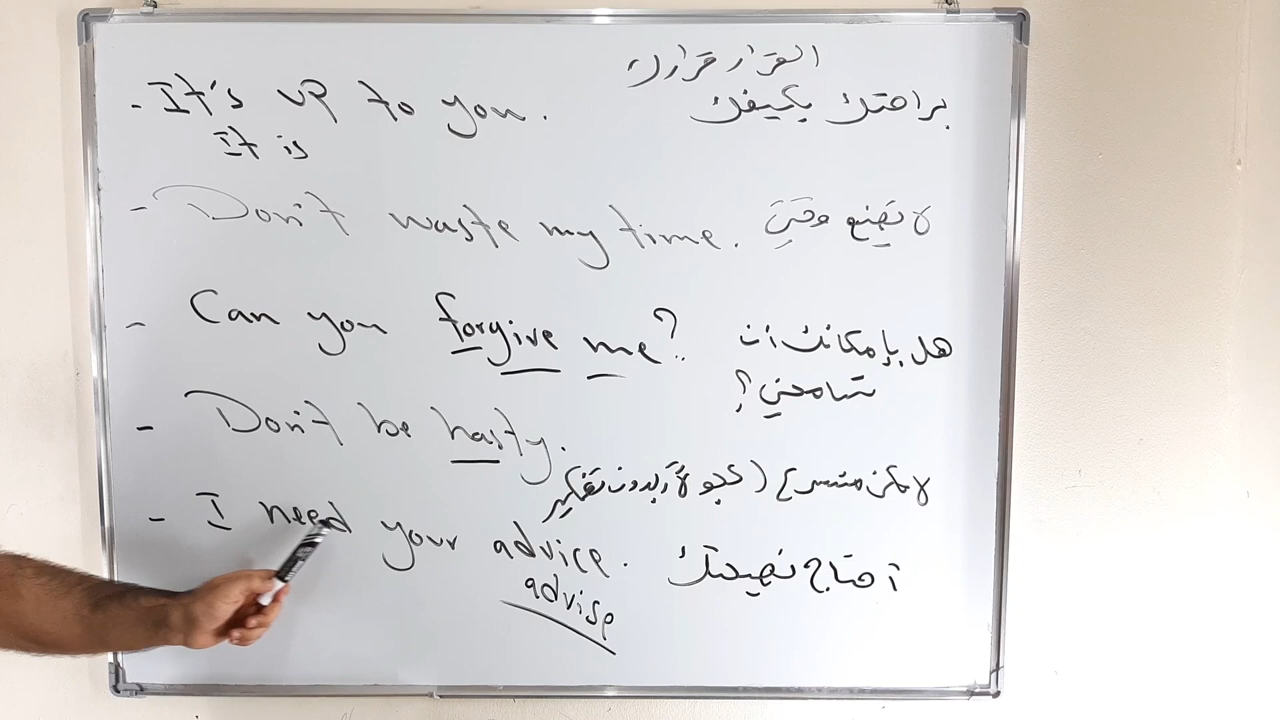 القرار قرارك
- It's up to you. براحتك بكيفك
It is
- Don't waste my time. لا تضيع وقتي
- Can you forgive me? هل بإمكانك أن
تسامحني؟
- Don't be hasty.
لا تكن متسرع (عجولاً) بدون تفكير
- I need your advice. أحتاج نصيحتك
advise